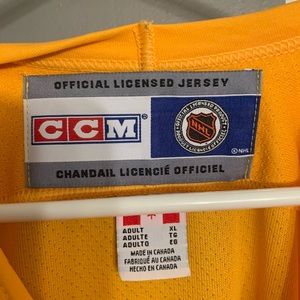 OFFICIAL LICENSED JERSEY
CCM®
NHL
© NHL
CHANDAIL LICENCIÉ OFFICIEL
ADULT XL
ADULTE TG
ADULTO EG
MADE IN CANADA
FABRIQUÉ AU CANADA
HECHO EN CANADA